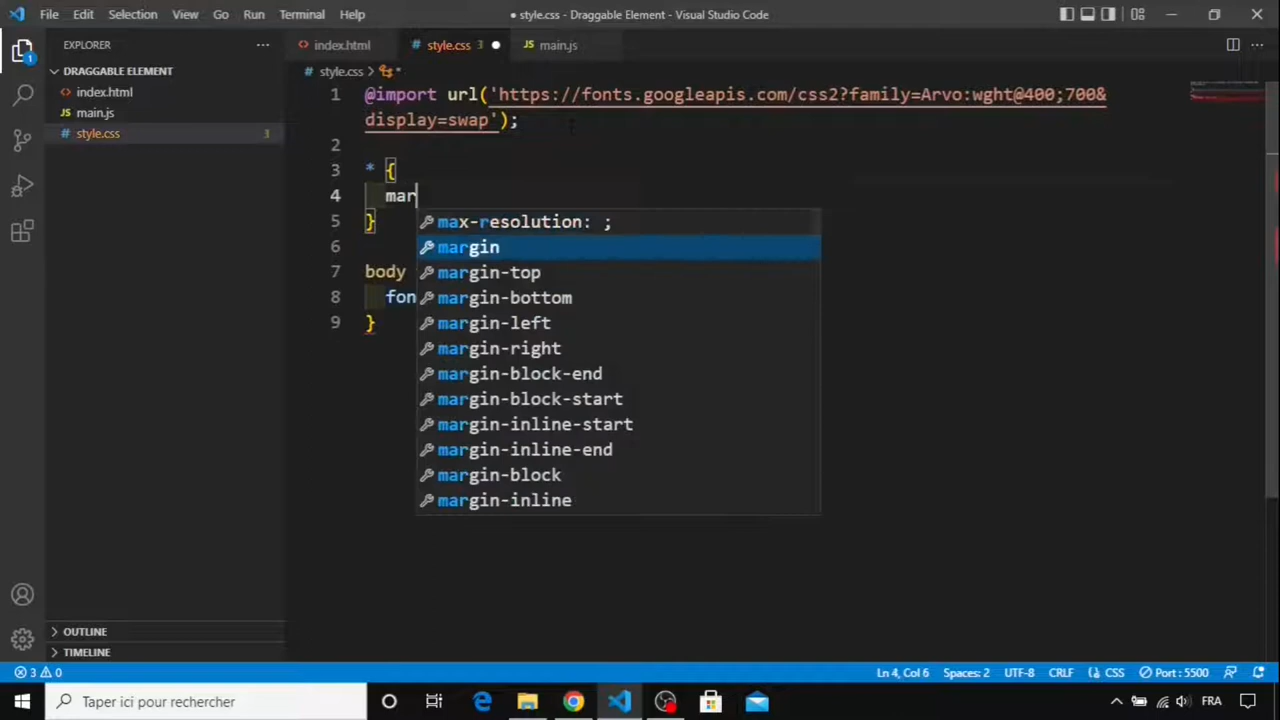 File Edit Selection View Go Run Terminal Help
● style.css - Draggable Element - Visual Studio Code
EXPLORER
index.html
# style.css 3 ●
JS main.js
DRAGGABLE ELEMENT
# style.css > *
index.html
JS main.js
# style.css 3
1 @import url('https://fonts.googleapis.com/css2?family=Arvo:wght@400;700&
display=swap');
2
3 * {
4 mar
5 }
6
7 body
8 fon
9 }
max-resolution: ;
margin
margin-top
margin-bottom
margin-left
margin-right
margin-block-end
margin-block-start
margin-inline-start
margin-inline-end
margin-block
margin-inline
1
OUTLINE
TIMELINE
3 0
Ln 4, Col 6 Spaces: 2 UTF-8 CRLF {} CSS Port : 5500
Taper ici pour rechercher
FRA